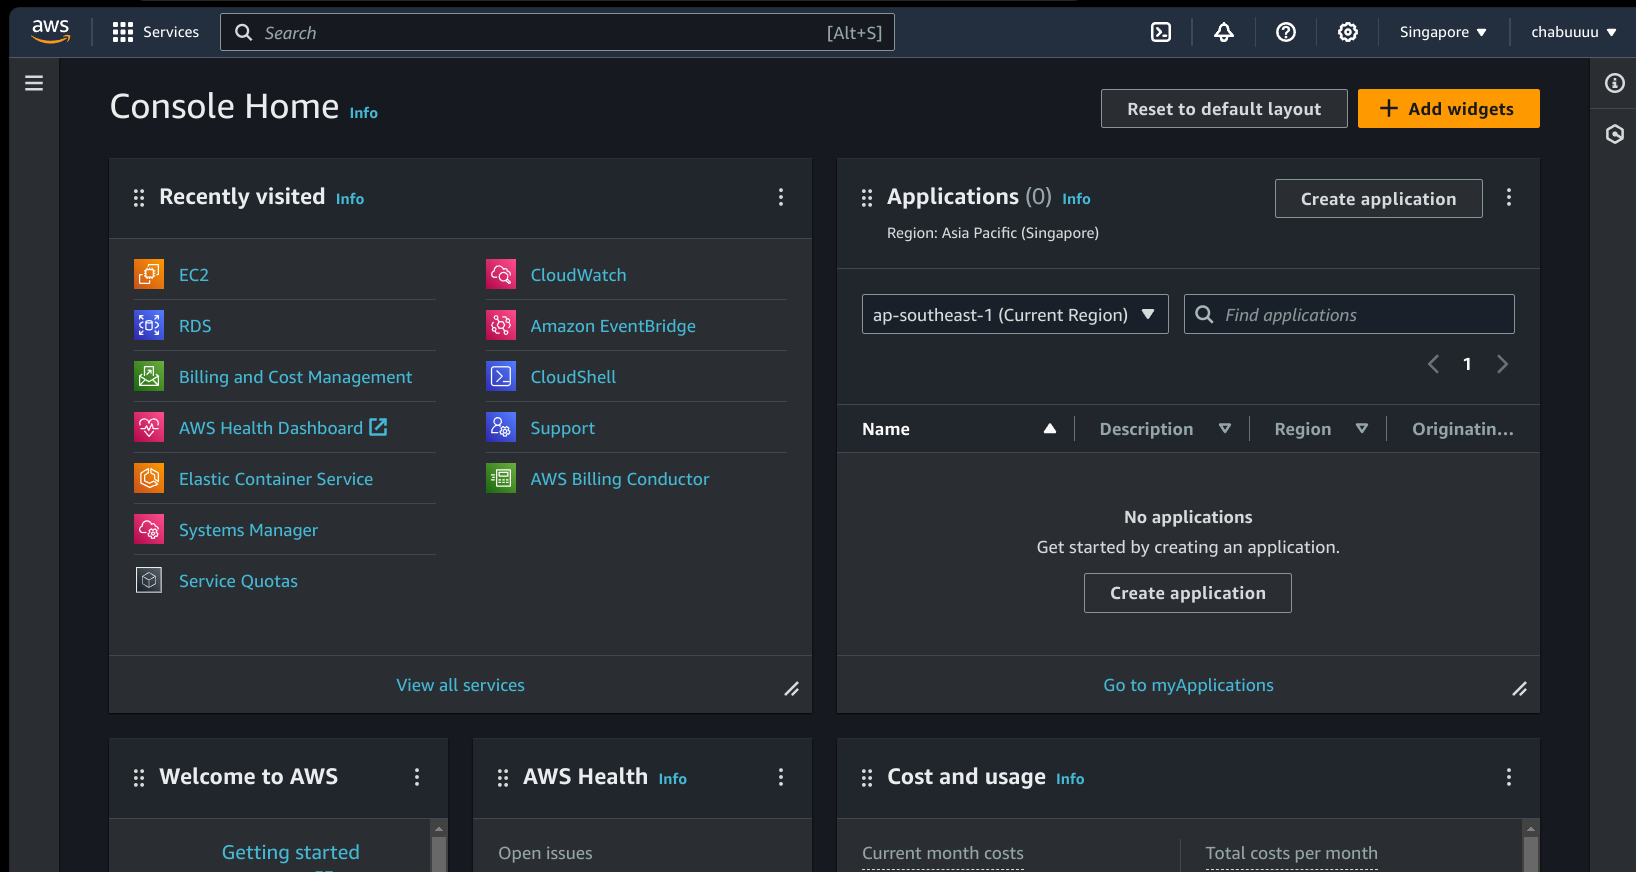 aws
Services
Search [Alt+S]
Singapore
chabuuuu
Console Home Info
Reset to default layout
Add widgets
Recently visited Info
EC2
RDS
Billing and Cost Management
AWS Health Dashboard
Elastic Container Service
Systems Manager
Service Quotas
CloudWatch
Amazon EventBridge
CloudShell
Support
AWS Billing Conductor
View all services
Applications (0) Info
Region: Asia Pacific (Singapore)
Create application
ap-southeast-1 (Current Region)
Find applications
1
Name Description Region Originatin...
No applications
Get started by creating an application.
Create application
Go to myApplications
Welcome to AWS
Getting started
AWS Health Info
Open issues
Cost and usage Info
Current month costs
Total costs per month